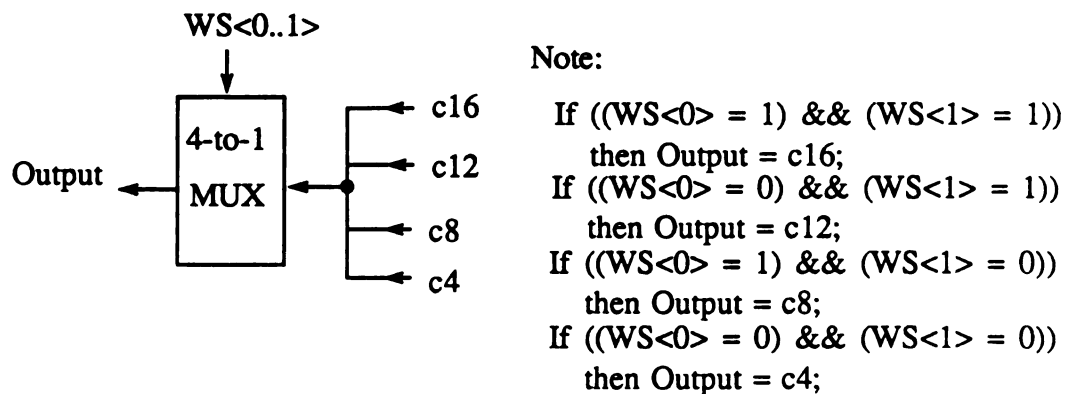 WS<0..1>
4-to-1
MUX
Output
c16
c12
c8
c4
Note:
If ((WS<0> = 1) && (WS<1> = 1))
then Output = c16;
If ((WS<0> = 0) && (WS<1> = 1))
then Output = c12;
If ((WS<0> = 1) && (WS<1> = 0))
then Output = c8;
If ((WS<0> = 0) && (WS<1> = 0))
then Output = c4;